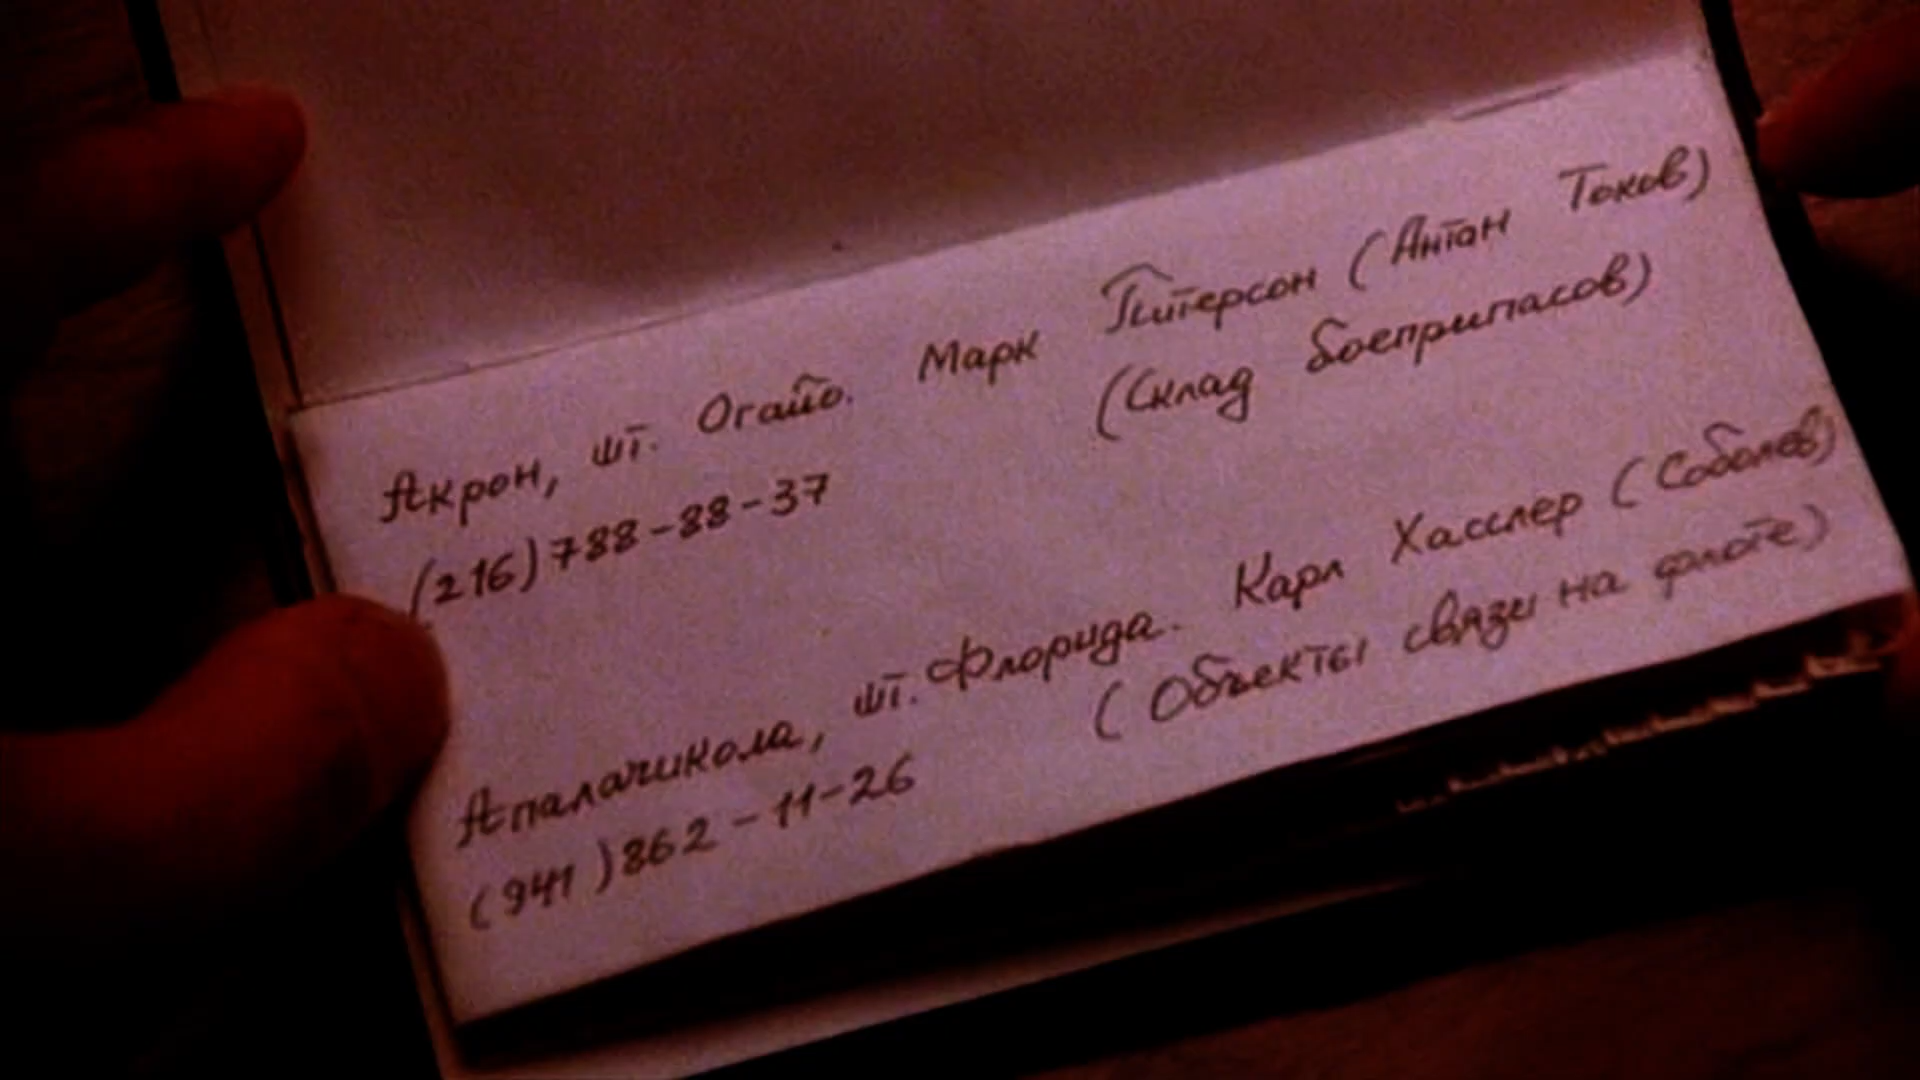 Акрон, шт. Огайо. Марк Питерсон (Антон Токов)
(216) 788-88-37 (Склад боеприпасов)
Апалачикола, шт. Флорида. Карл Хасслер (Соболев)
(941) 862-11-26 (Объекты связи на флоте)